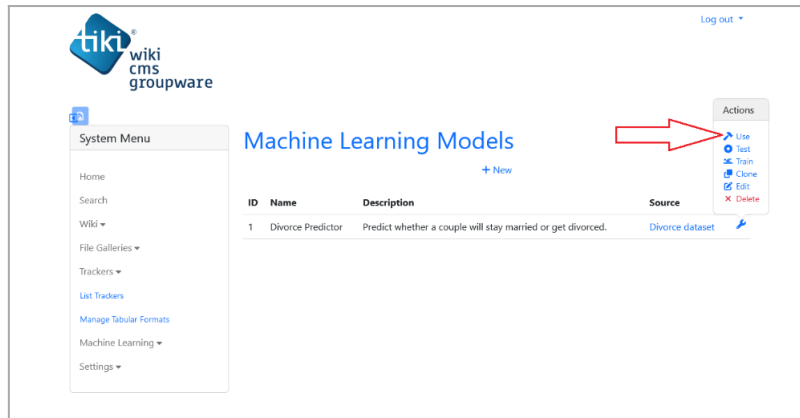 Log out
tiki®
wiki
cms
groupware
Actions
Use
Test
Train
Clone
Edit
Delete
System Menu
Home
Search
Wiki
File Galleries
Trackers
List Trackers
Manage Tabular Formats
Machine Learning
Settings
Machine Learning Models
+ New
ID Name Description Source
1 Divorce Predictor Predict whether a couple will stay married or get divorced. Divorce dataset